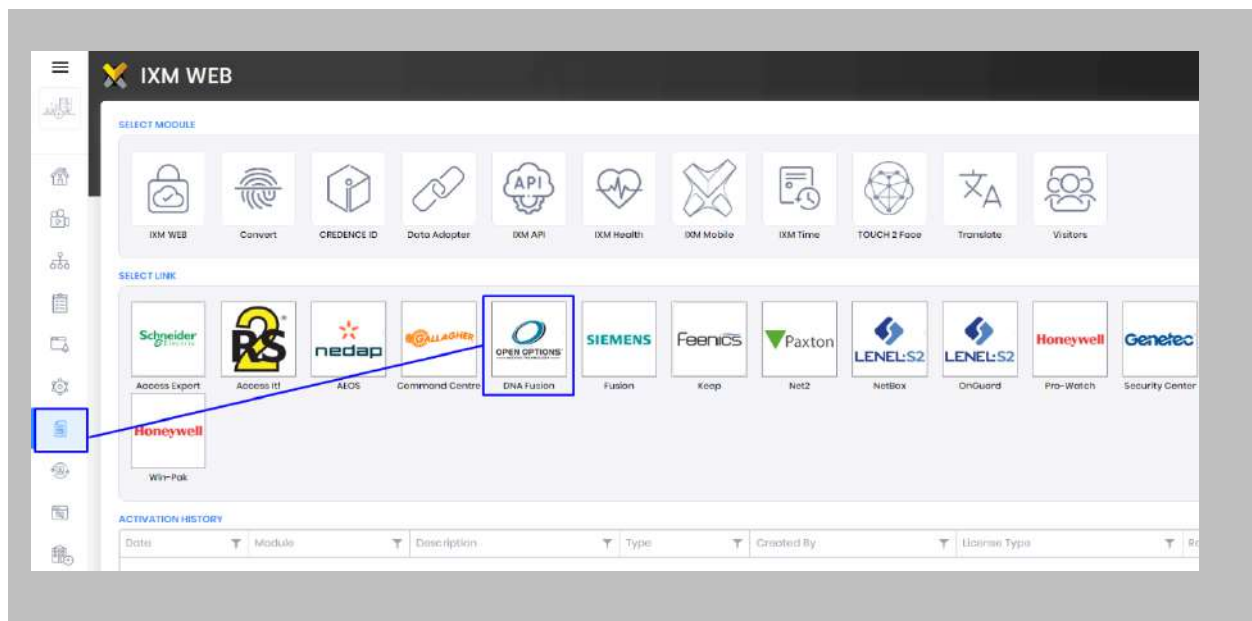 IXM WEB
SELECT MODULE
API
IXM WEB Convert CREDENCE ID Data Adapter IXM API IXM Health IXM Mobile IXM Time TOUCH 2 Face Translate Visitors
SELECT LINK
Schneider Electric RS2 nedap GALLAGHER OPEN OPTIONS SIEMENS Feenics Paxton LENEL:S2 LENEL:S2 Honeywell Genetec
Access Expert Access It! AEOS Command Centre DNA Fusion Fusion Keep Net2 NetBox OnGuard Pro-Watch Security Center
Honeywell
Win-Pak
ACTIVATION HISTORY
Date Module Description Type Created By License Type